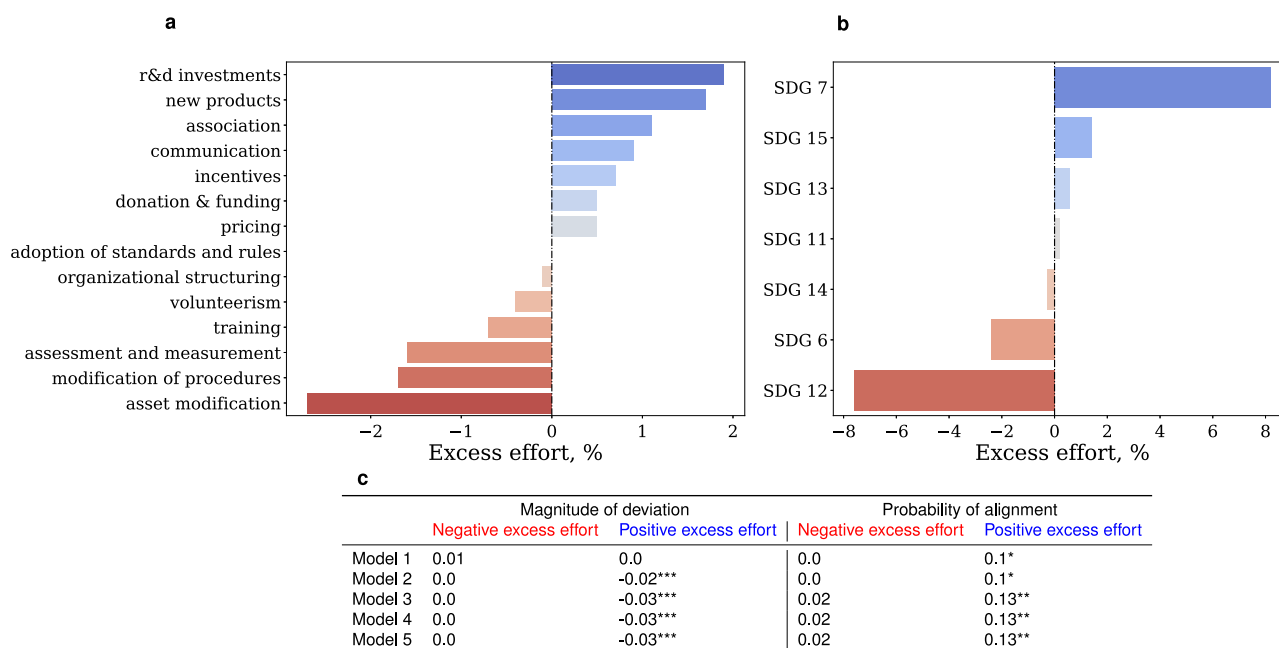 a
r&d investments
new products
association
communication
incentives
donation & funding
pricing
adoption of standards and rules
organizational structuring
volunteerism
training
assessment and measurement
modification of procedures
asset modification
−2 −1 0 1 2
Excess effort, %
b
SDG 7
SDG 15
SDG 13
SDG 11
SDG 14
SDG 6
SDG 12
−8 −6 −4 −2 0 2 4 6 8
Excess effort, %
c
Magnitude of deviation Probability of alignment
Negative excess effort Positive excess effort Negative excess effort Positive excess effort
Model 1 0.01 0.0 0.0 0.1*
Model 2 0.0 -0.02*** 0.0 0.1*
Model 3 0.0 -0.03*** 0.02 0.13**
Model 4 0.0 -0.03*** 0.02 0.13**
Model 5 0.0 -0.03*** 0.02 0.13**